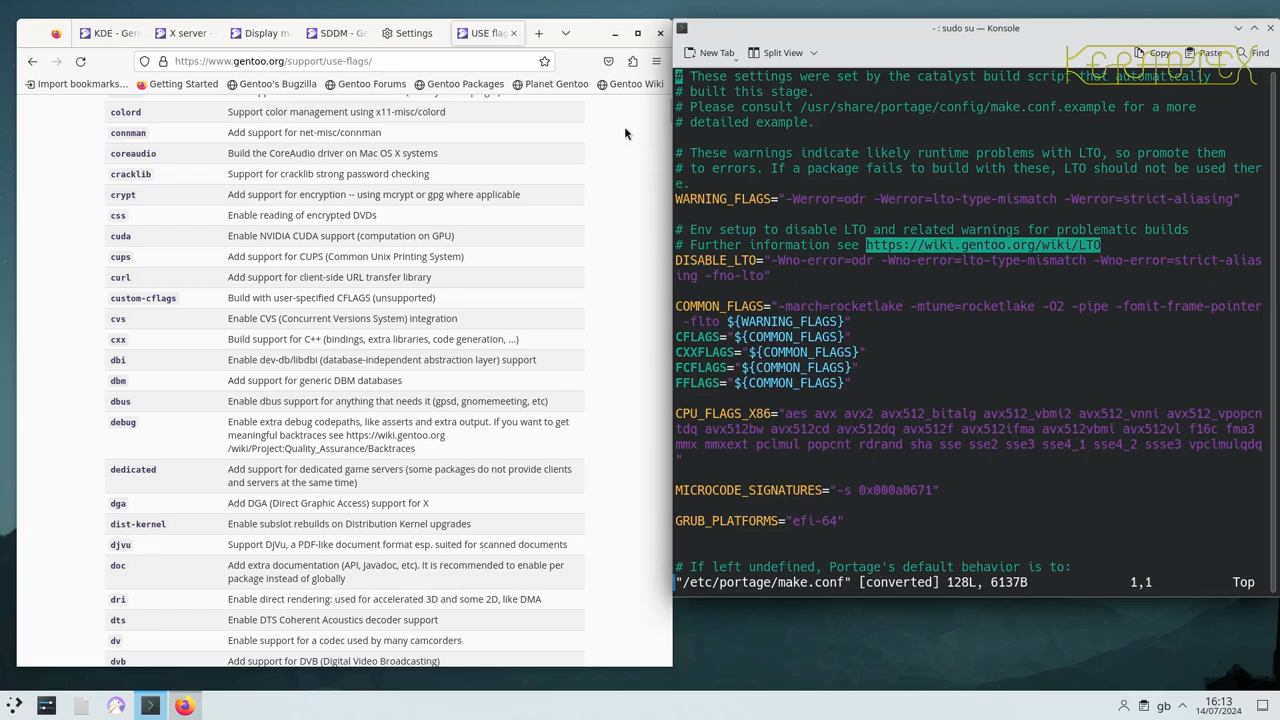 KDE - Gen
X server -
Display ma
SDDM - Ge
Settings
USE flag
https://www.gentoo.org/support/use-flags/
Import bookmarks...
Getting Started
Gentoo's Bugzilla
Gentoo Forums
Gentoo Packages
Planet Gentoo
Gentoo Wiki
colord Support color management using x11-misc/colord
connman Add support for net-misc/connman
coreaudio Build the CoreAudio driver on Mac OS X systems
cracklib Support for cracklib strong password checking
crypt Add support for encryption -- using mcrypt or gpg where applicable
css Enable reading of encrypted DVDs
cuda Enable NVIDIA CUDA support (computation on GPU)
cups Add support for CUPS (Common Unix Printing System)
curl Add support for client-side URL transfer library
custom-cflags Build with user-specified CFLAGS (unsupported)
cvs Enable CVS (Concurrent Versions System) integration
cxx Build support for C++ (bindings, extra libraries, code generation, ...)
dbi Enable dev-db/libdbi (database-independent abstraction layer) support
dbm Add support for generic DBM databases
dbus Enable dbus support for anything that needs it (gpsd, gnomemeeting, etc)
debug Enable extra debug codepaths, like asserts and extra output. If you want to get
meaningful backtraces see https://wiki.gentoo.org
/wiki/Project:Quality_Assurance/Backtraces
dedicated Add support for dedicated game servers (some packages do not provide clients
and servers at the same time)
dga Add DGA (Direct Graphic Access) support for X
dist-kernel Enable subslot rebuilds on Distribution Kernel upgrades
djvu Support DjVu, a PDF-like document format esp. suited for scanned documents
doc Add extra documentation (API, Javadoc, etc). It is recommended to enable per
package instead of globally
dri Enable direct rendering: used for accelerated 3D and some 2D, like DMA
dts Enable DTS Coherent Acoustics decoder support
dv Enable support for a codec used by many camcorders
dvb Add support for DVB (Digital Video Broadcasting)
- : sudo su — Konsole
New Tab
Split View
Copy
Paste
Find
KERNOTEX
# These settings were set by the catalyst build script that automatically
# built this stage.
# Please consult /usr/share/portage/config/make.conf.example for a more
# detailed example.
# These warnings indicate likely runtime problems with LTO, so promote them
# to errors. If a package fails to build with these, LTO should not be used ther
e.
WARNING_FLAGS="-Werror=odr -Werror=lto-type-mismatch -Werror=strict-aliasing"
# Env setup to disable LTO and related warnings for problematic builds
# Further information see https://wiki.gentoo.org/wiki/LTO
DISABLE_LTO="-Wno-error=odr -Wno-error=lto-type-mismatch -Wno-error=strict-alias
ing -fno-lto"
COMMON_FLAGS="-march=rocketlake -mtune=rocketlake -O2 -pipe -fomit-frame-pointer
-flto ${WARNING_FLAGS}"
CFLAGS="${COMMON_FLAGS}"
CXXFLAGS="${COMMON_FLAGS}"
FCFLAGS="${COMMON_FLAGS}"
FFLAGS="${COMMON_FLAGS}"
CPU_FLAGS_X86="aes avx avx2 avx512_bitalg avx512_vbmi2 avx512_vnni avx512_vpopcn
tdq avx512bw avx512cd avx512dq avx512f avx512ifma avx512vbmi avx512vl f16c fma3
mmx mmxext pclmul popcnt rdrand sha sse sse2 sse3 sse4_1 sse4_2 ssse3 vpclmulqdq
"
MICROCODE_SIGNATURES="-s 0x000a0671"
GRUB_PLATFORMS="efi-64"
# If left undefined, Portage's default behavior is to:
"/etc/portage/make.conf" [converted] 128L, 6137B 1,1 Top
gb
16:13
14/07/2024